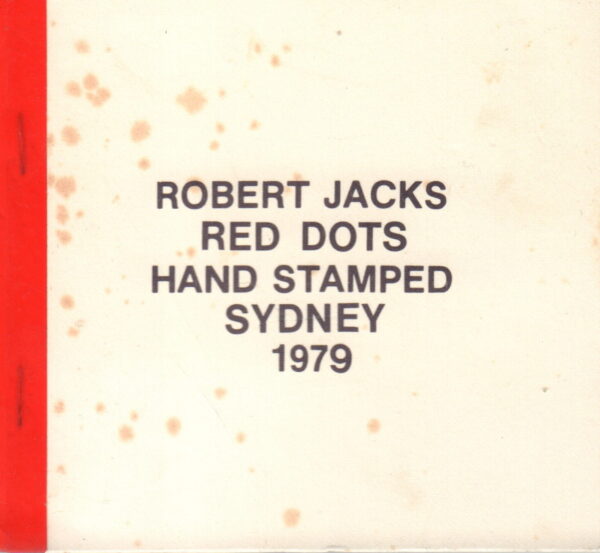 ROBERT JACKS
RED DOTS
HAND STAMPED
SYDNEY
1979